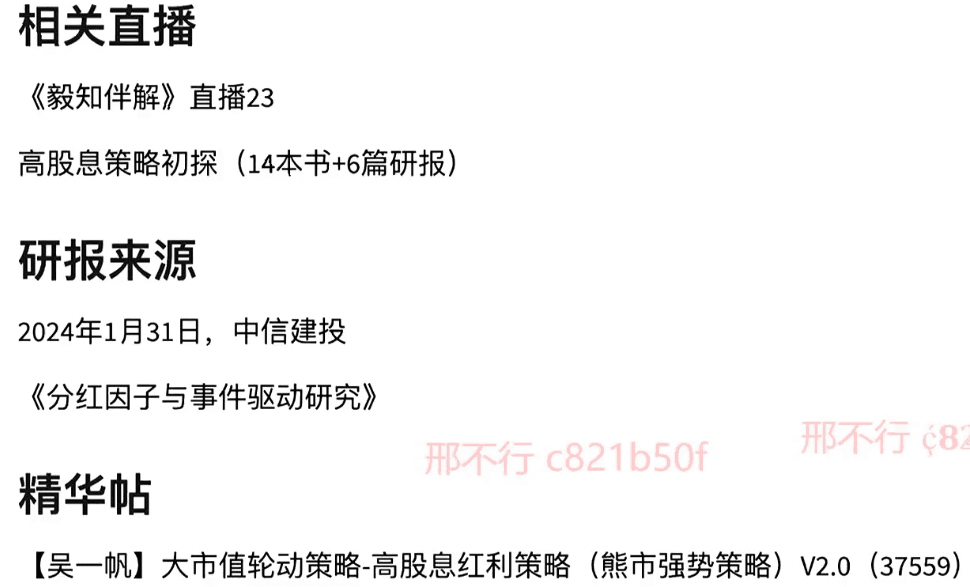 相关直播
《毅知伴解》直播23
高股息策略初探（14本书+6篇研报）
研报来源
2024年1月31日，中信建投
《分红因子与事件驱动研究》
邢不行 c821b50f
邢不行
精华帖
【吴一帆】大市值轮动策略-高股息红利策略（熊市强势策略）V2.0（37559）